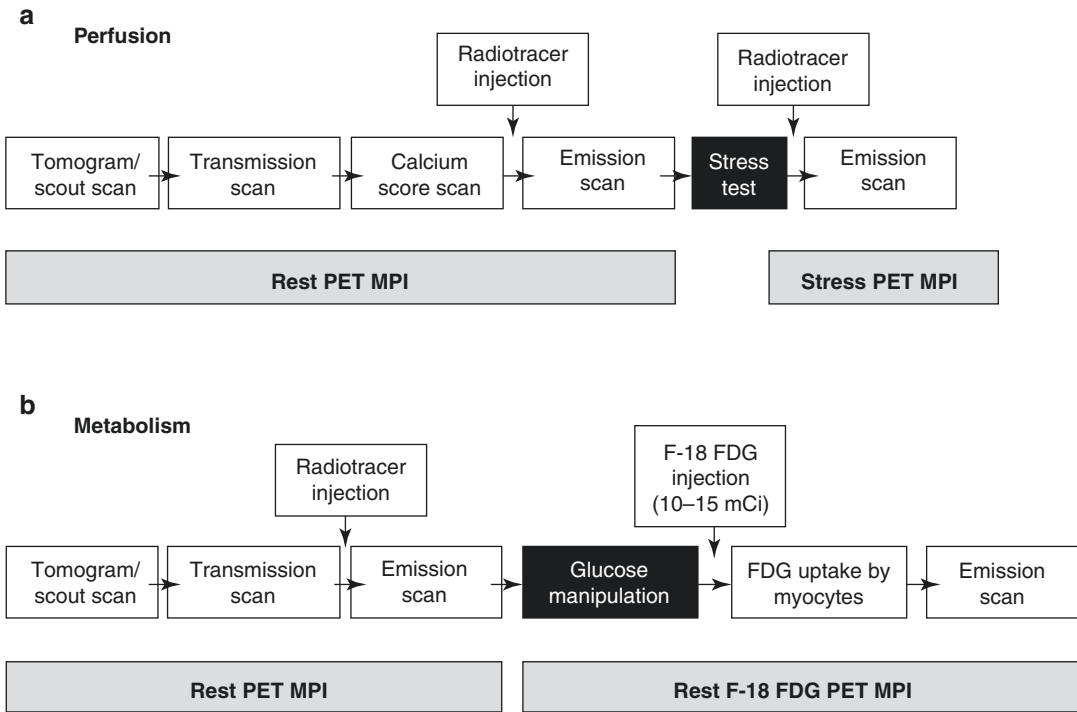 a
Perfusion
Radiotracer
injection
Radiotracer
injection
Tomogram/
scout scan
Transmission
scan
Calcium
score scan
Emission
scan
Stress
test
Emission
scan
Rest PET MPI
Stress PET MPI
b
Metabolism
Radiotracer
injection
F-18 FDG
injection
(10–15 mCi)
Tomogram/
scout scan
Transmission
scan
Emission
scan
Glucose
manipulation
FDG uptake by
myocytes
Emission
scan
Rest PET MPI
Rest F-18 FDG PET MPI